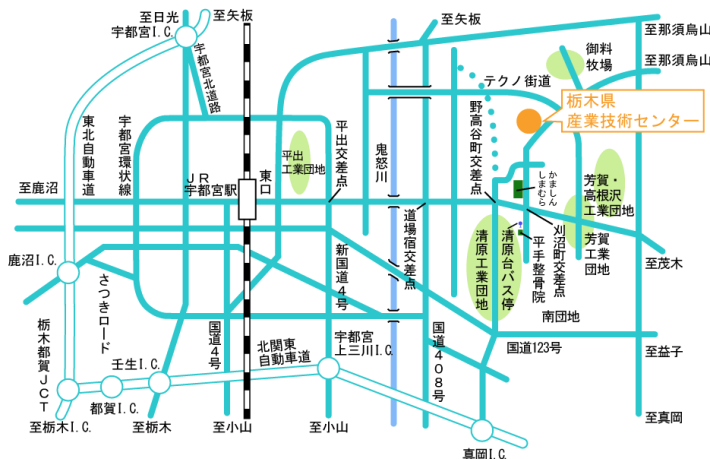 至日光
宇都宮I.C.
至矢板
至矢板
至那須烏山
至那須烏山
御料
牧場
テクノ街道
栃木県
産業技術センター
宇都宮北道路
東北自動車道
宇都宮環状線
JR
宇都宮駅
東口
平出
工業団地
平出交差点
鬼怒川
野高谷町交差点
かましん
しまむら
芳賀・
高根沢
工業団地
至鹿沼
道場宿交差点
清原工業団地
清原台バス停
平手整骨院
刈沼町交差点
芳賀
工業
団地
至茂木
鹿沼I.C.
さつきロード
新国道4号
南団地
国道4号
北関東
自動車道
宇都宮
上三川I.C.
国道408号
国道123号
至益子
栃木都賀JCT
壬生I.C.
都賀I.C.
至栃木I.C.
至栃木
至小山
至小山
真岡I.C.
至真岡